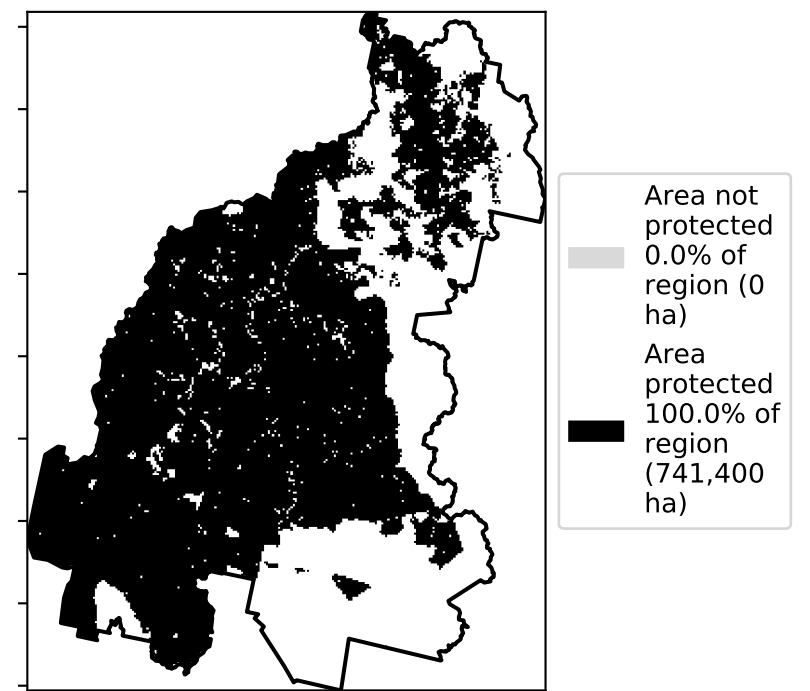 Area not
protected
0.0% of
region (0
ha)
Area
protected
100.0% of
region
(741,400
ha)